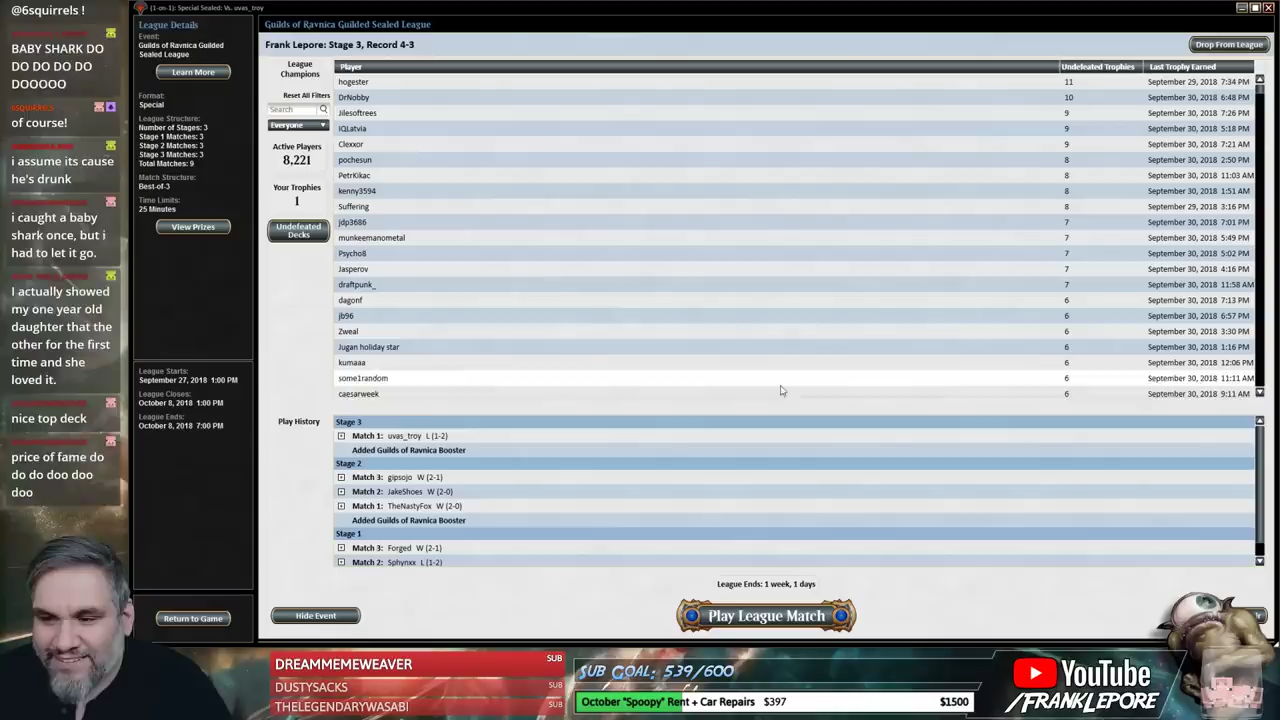 @6squirrels !
BABY SHARK DO
DO DO DO DO
DOOOOO
of course!
i assume its cause
he's drunk
i caught a baby
shark once, but i
had to let it go.
I actually showed
my one year old
daughter that the
other for the first
time and she
loved it.
nice top deck
price of fame do
do do doo doo
doo
(1-on-1): Special Sealed: Vs. uvas_troy
League Details
Event:
Guilds of Ravnica Guilded
Sealed League
Learn More
Format:
Special
League Structure:
Number of Stages: 3
Stage 1 Matches: 3
Stage 2 Matches: 3
Stage 3 Matches: 3
Total Matches: 9
Match Structure:
Best-of-3
Time Limits:
25 Minutes
View Prizes
League Starts:
September 27, 2018 1:00 PM
League Closes:
October 8, 2018 1:00 PM
League Ends:
October 8, 2018 7:00 PM
Return to Game
Guilds of Ravnica Guilded Sealed League
Frank Lepore: Stage 3, Record 4-3
Drop From League
League
Champions
Reset All Filters
Search
Everyone
Active Players
8,221
Your Trophies
1
Undefeated
Decks
Player Undefeated Trophies Last Trophy Earned
hogester 11 September 29, 2018 7:34 PM
DrNobby 10 September 30, 2018 6:48 PM
Jilesoftrees 9 September 30, 2018 7:26 PM
IQLatvia 9 September 30, 2018 5:18 PM
Clexxor 9 September 30, 2018 7:21 AM
pochesun 8 September 30, 2018 2:50 PM
PetrKikac 8 September 30, 2018 11:03 AM
kenny3594 8 September 30, 2018 1:51 AM
Suffering 8 September 29, 2018 3:16 PM
jdp3686 7 September 30, 2018 7:01 PM
munkeemanometal 7 September 30, 2018 5:49 PM
Psycho8 7 September 30, 2018 5:02 PM
Jasperov 7 September 30, 2018 4:16 PM
draftpunk_ 7 September 30, 2018 11:58 AM
dagonf 6 September 30, 2018 7:13 PM
jb96 6 September 30, 2018 6:57 PM
Zweal 6 September 30, 2018 3:30 PM
Jugan holiday star 6 September 30, 2018 1:16 PM
kumaaa 6 September 30, 2018 12:06 PM
some1random 6 September 30, 2018 11:11 AM
caesarweek 6 September 30, 2018 9:11 AM
Play History
Stage 3
Match 1: uvas_troy L (1-2)
Added Guilds of Ravnica Booster
Stage 2
Match 3: gipsojo W (2-1)
Match 2: JakeShoes W (2-0)
Match 1: TheNastyFox W (2-0)
Added Guilds of Ravnica Booster
Stage 1
Match 3: Forged W (2-1)
Match 2: Sphynxx L (1-2)
League Ends: 1 week, 1 days
Hide Event
Play League Match
DREAMMEMEWEAVER SUB
DUSTYSACKS SUB
THELEGENDARYWASABI SUB
SUB GOAL: 539/600
October "Spoopy" Rent + Car Repairs $397 $1500
YouTube
/FRANKLEPORE